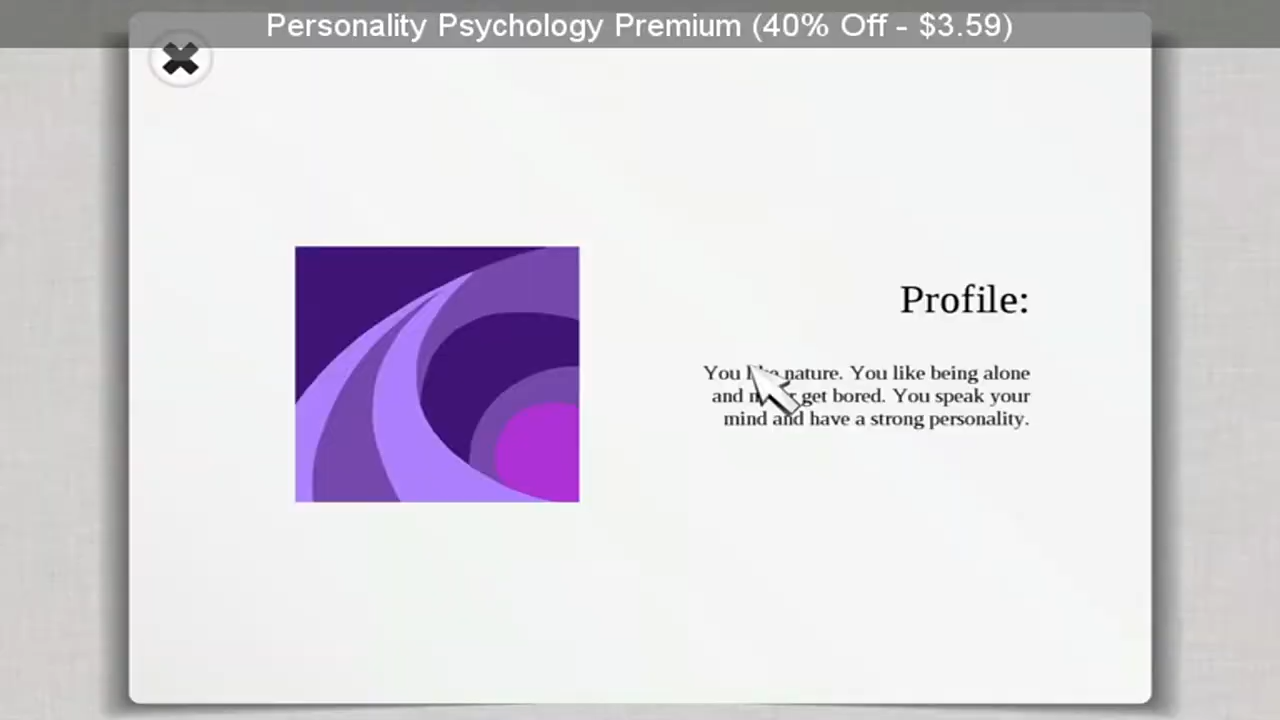 Personality Psychology Premium (40% Off - $3.59)
Profile:
You nature. You like being alone
and get bored. You speak your
mind and have a strong personality.